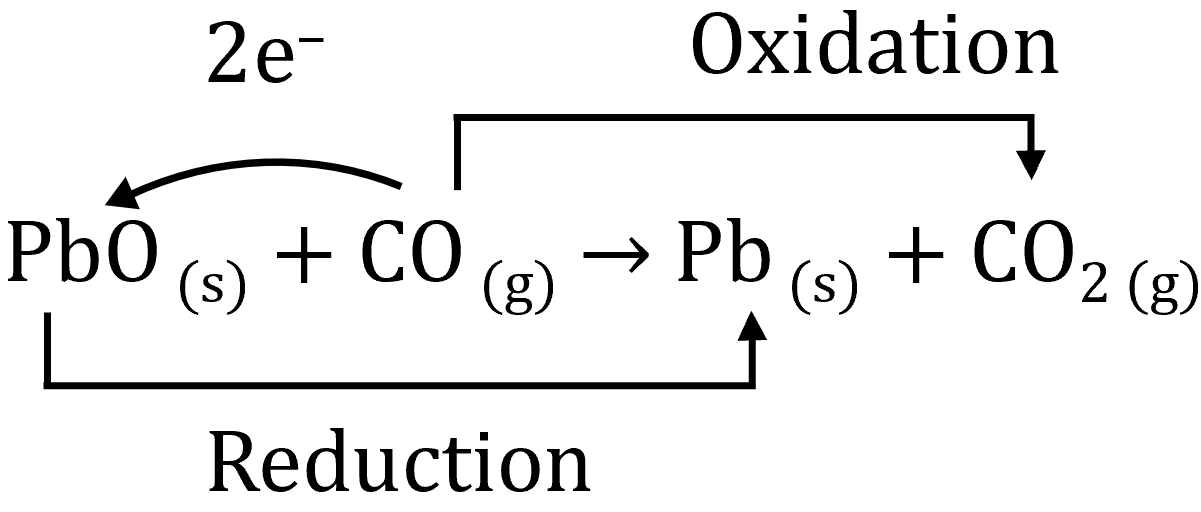 2e⁻ Oxidation
PbO (s) + CO (g) → Pb (s) + CO₂ (g)
Reduction